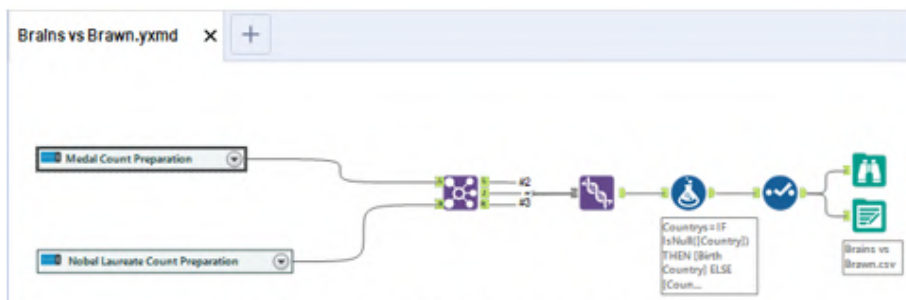 Brains vs Brawn.yxmd
Medal Count Preparation
#2
#3
Nobel Laureate Count Preparation
Countrys=IF
IsNull([Country])
THEN [Birth
Country] ELSE
[Coun...
Brains vs
Brawn.csv